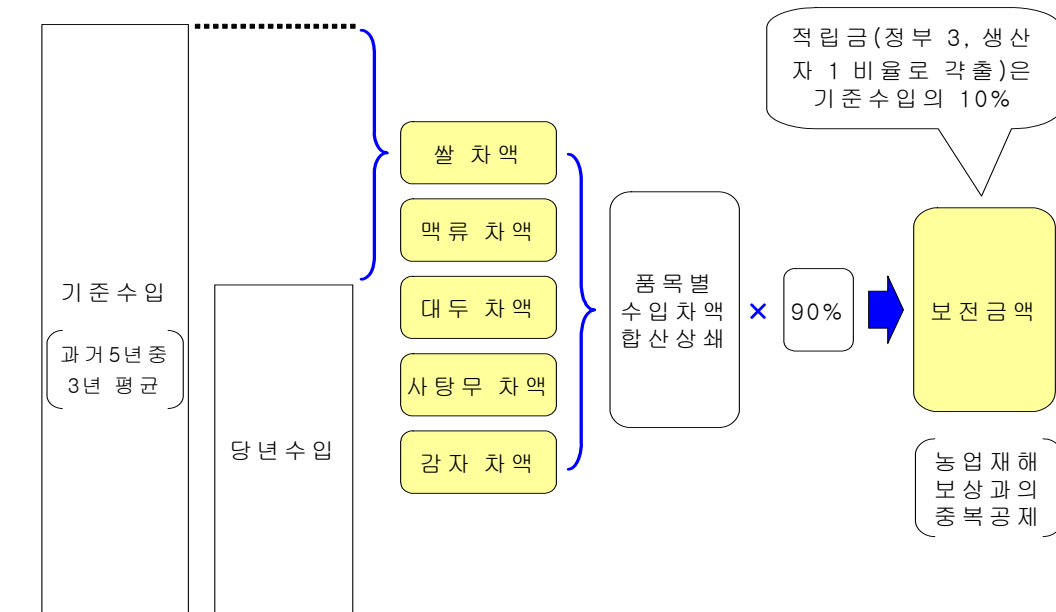 적립금(정부 3, 생산
자 1 비율로 갹출)은
기준수입의 10%
쌀 차액
맥류 차액
대두 차액
사탕무 차액
감자 차액
기준수입
과거5년중
3년 평균
당년수입
품목별
수입차액
합산상쇄
×
90%
보전금액
농업재해
보상과의
중복공제